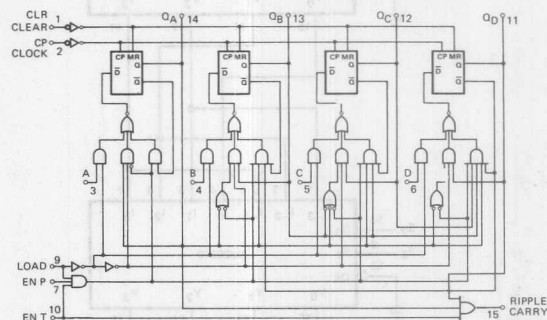 CLR
CLEAR 1
CP
CLOCK 2
QA 14
QB 13
QC 12
QD 11
CP MR
D Q
Q
CP MR
D Q
Q
CP MR
D Q
Q
CP MR
D Q
Q
A
3
B
4
C
5
D
6
LOAD 9
EN P
7
10
EN T
RIPPLE
15 CARRY